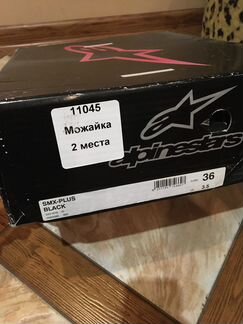 11045
Можайка
2 места
alpinestars
SMX-PLUS
BLACK
36
3.5